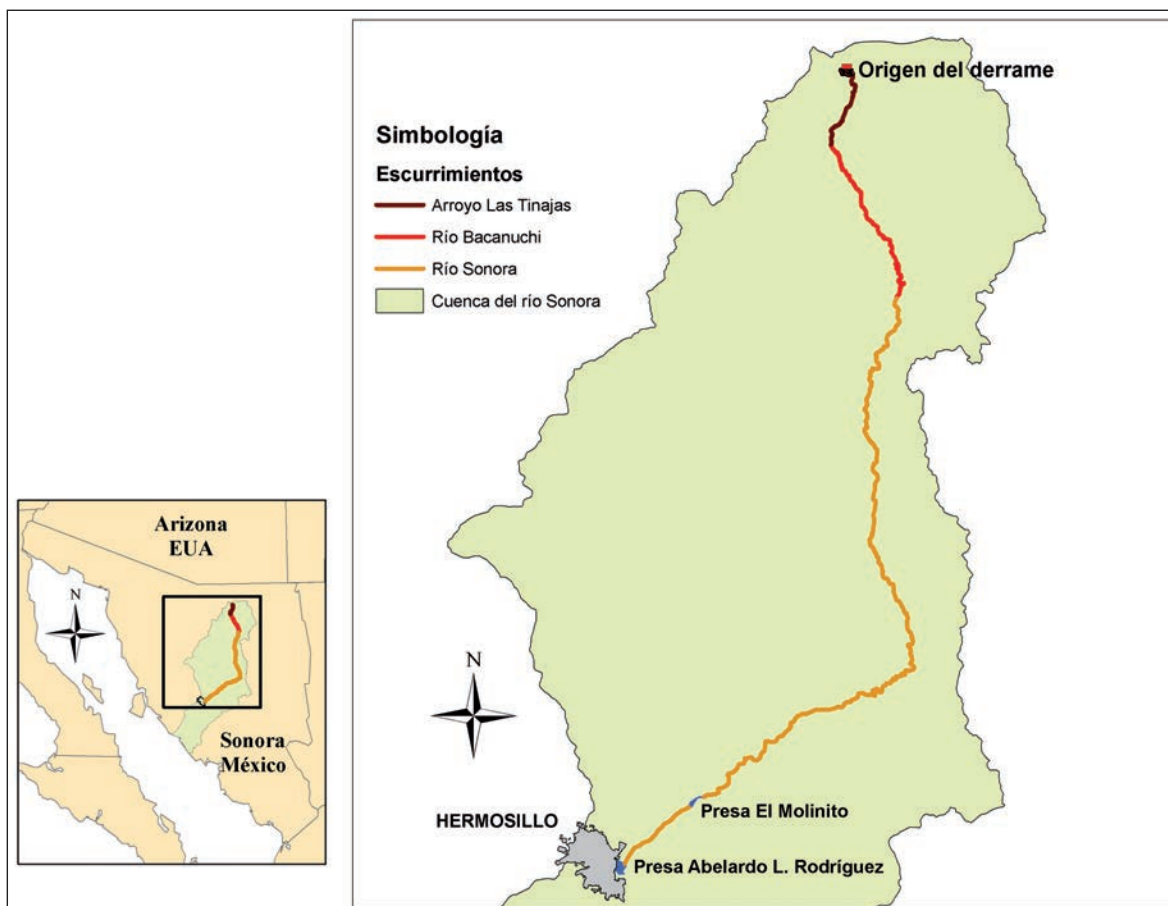 Origen del derrame
Simbología
Escurrimientos
Arroyo Las Tinajas
Río Bacanuchi
Río Sonora
Cuenca del río Sonora
Arizona
EUA
N
Sonora
México
N
HERMOSILLO
Presa El Molinito
Presa Abelardo L. Rodríguez